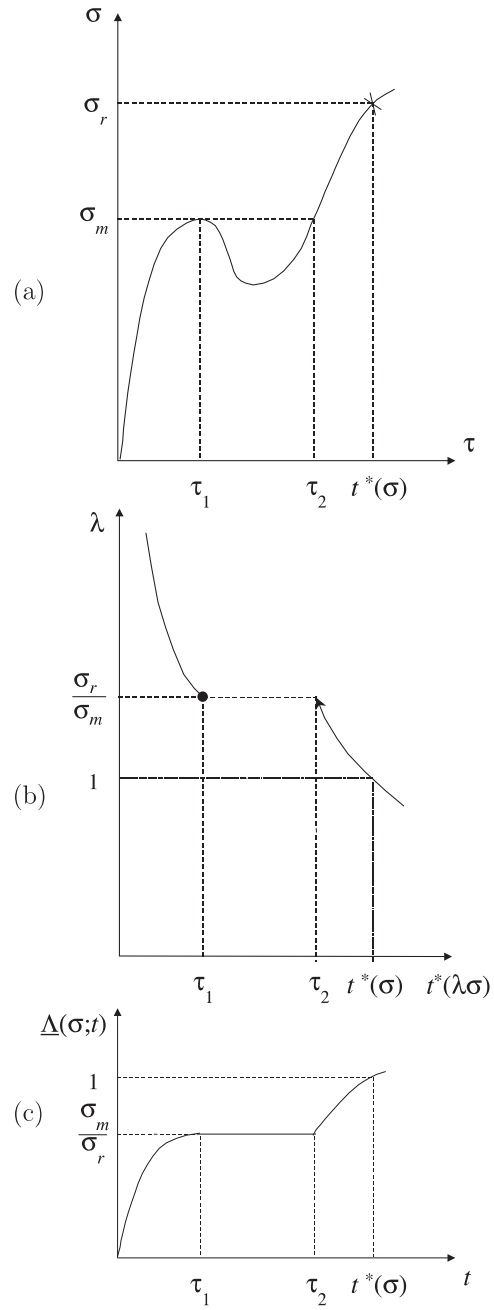 σ
σ_r
σ_m
(a)
τ
τ_1 τ_2 t*(σ)
λ
σ_r
σ_m
1
(b)
τ_1 τ_2 t*(σ) t*(λσ)
Λ(σ;t)
1
σ_m
σ_r
(c)
t
τ_1 τ_2 t*(σ)